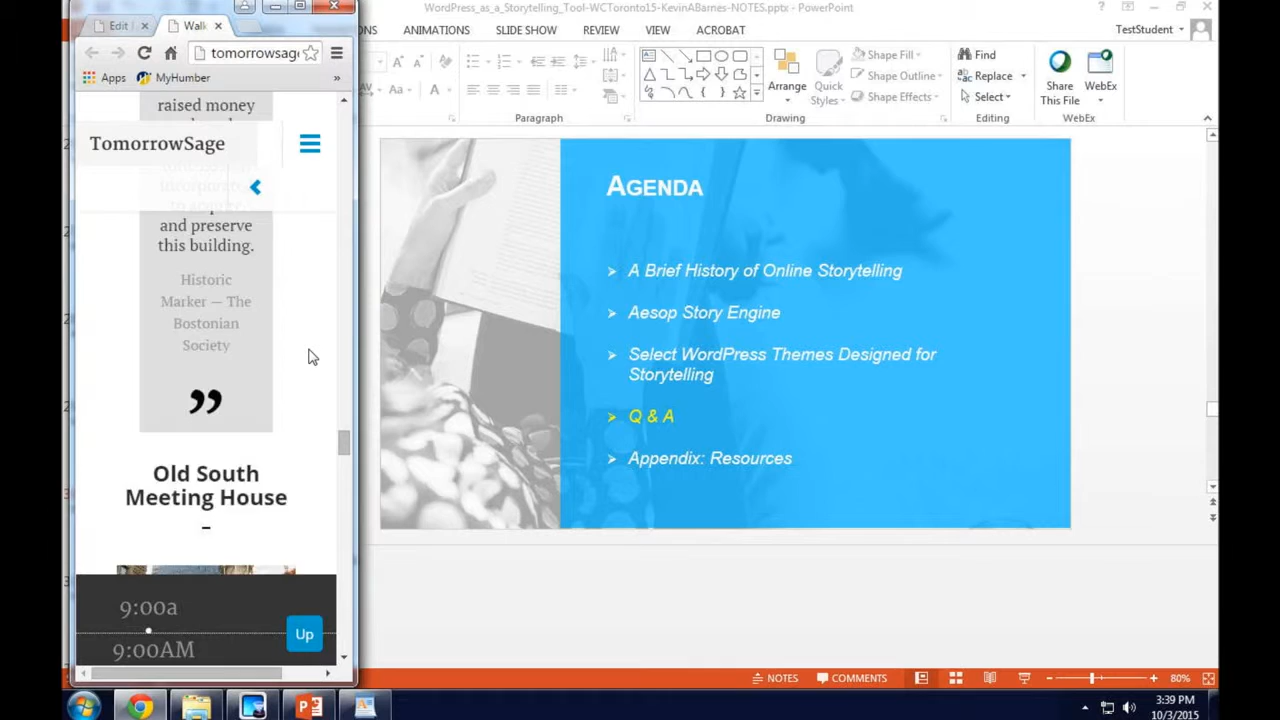 WordPress_as_a_Storytelling_Tool-WCToronto15-KevinABarnes-NOTES.pptx - PowerPoint
Edit
Walk
ONS ANIMATIONS SLIDE SHOW REVIEW VIEW ACROBAT
TestStudent
tomorrowsag
Apps MyHumber »
Aa
A
Paragraph
Arrange
Quick Styles
Shape Fill
Shape Outline
Shape Effects
Drawing
Find
Replace
Select
Editing
Share This File
WebEx
WebEx
raised money
TomorrowSage
and preserve
this building.
Historic
Marker — The
Bostonian
Society
”
Old South
Meeting House
–
9:00a
9:00AM
Up
AGENDA
A Brief History of Online Storytelling
Aesop Story Engine
Select WordPress Themes Designed for
Storytelling
Q & A
Appendix: Resources
NOTES COMMENTS 80%
3:39 PM
10/3/2015